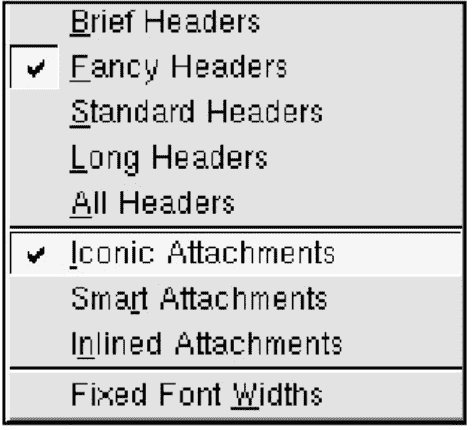 Brief Headers
Fancy Headers
Standard Headers
Long Headers
All Headers
Iconic Attachments
Smart Attachments
Inlined Attachments
Fixed Font Widths